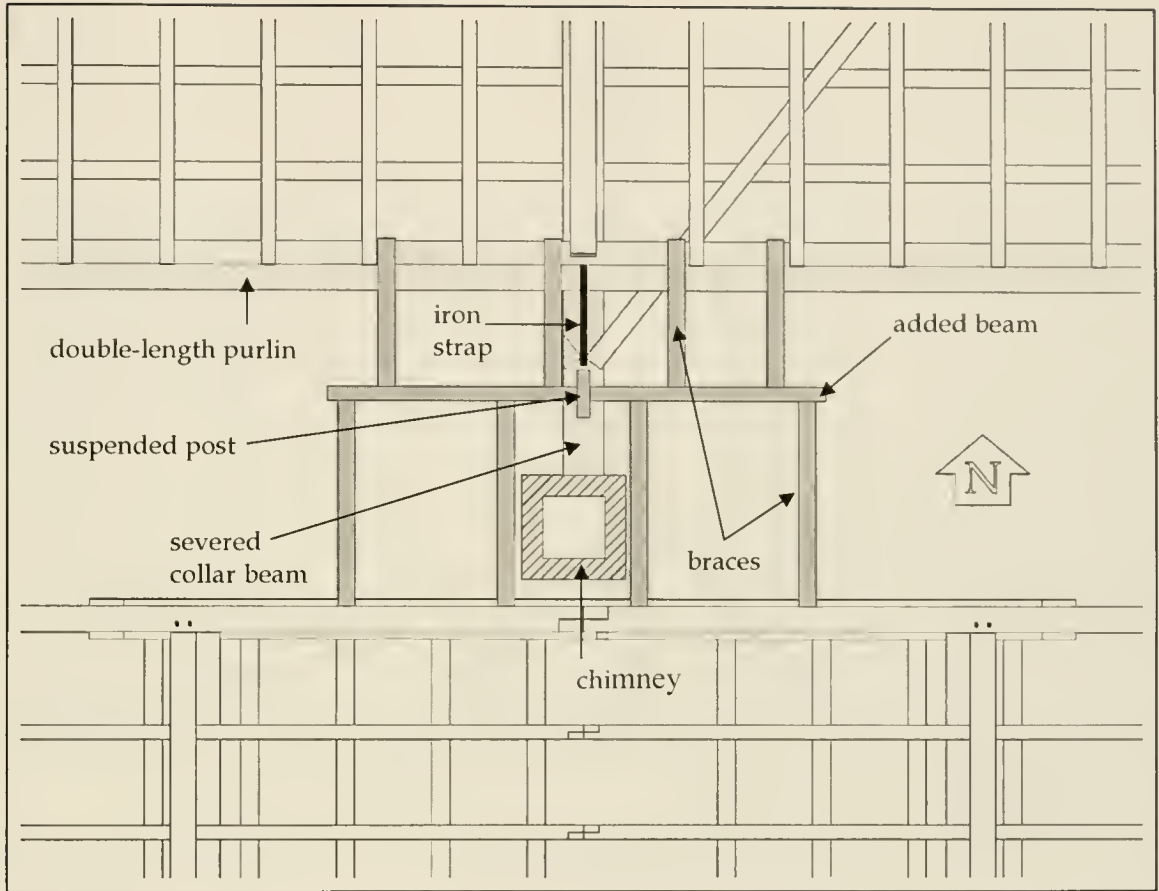 iron
strap
added beam
double-length purlin
suspended post
N
severed
collar beam
braces
chimney